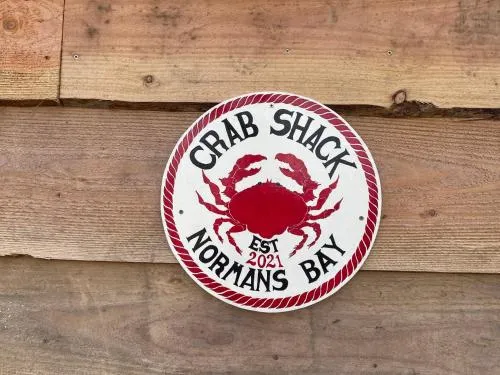 CRAB SHACK
EST
2021
NORMANS BAY